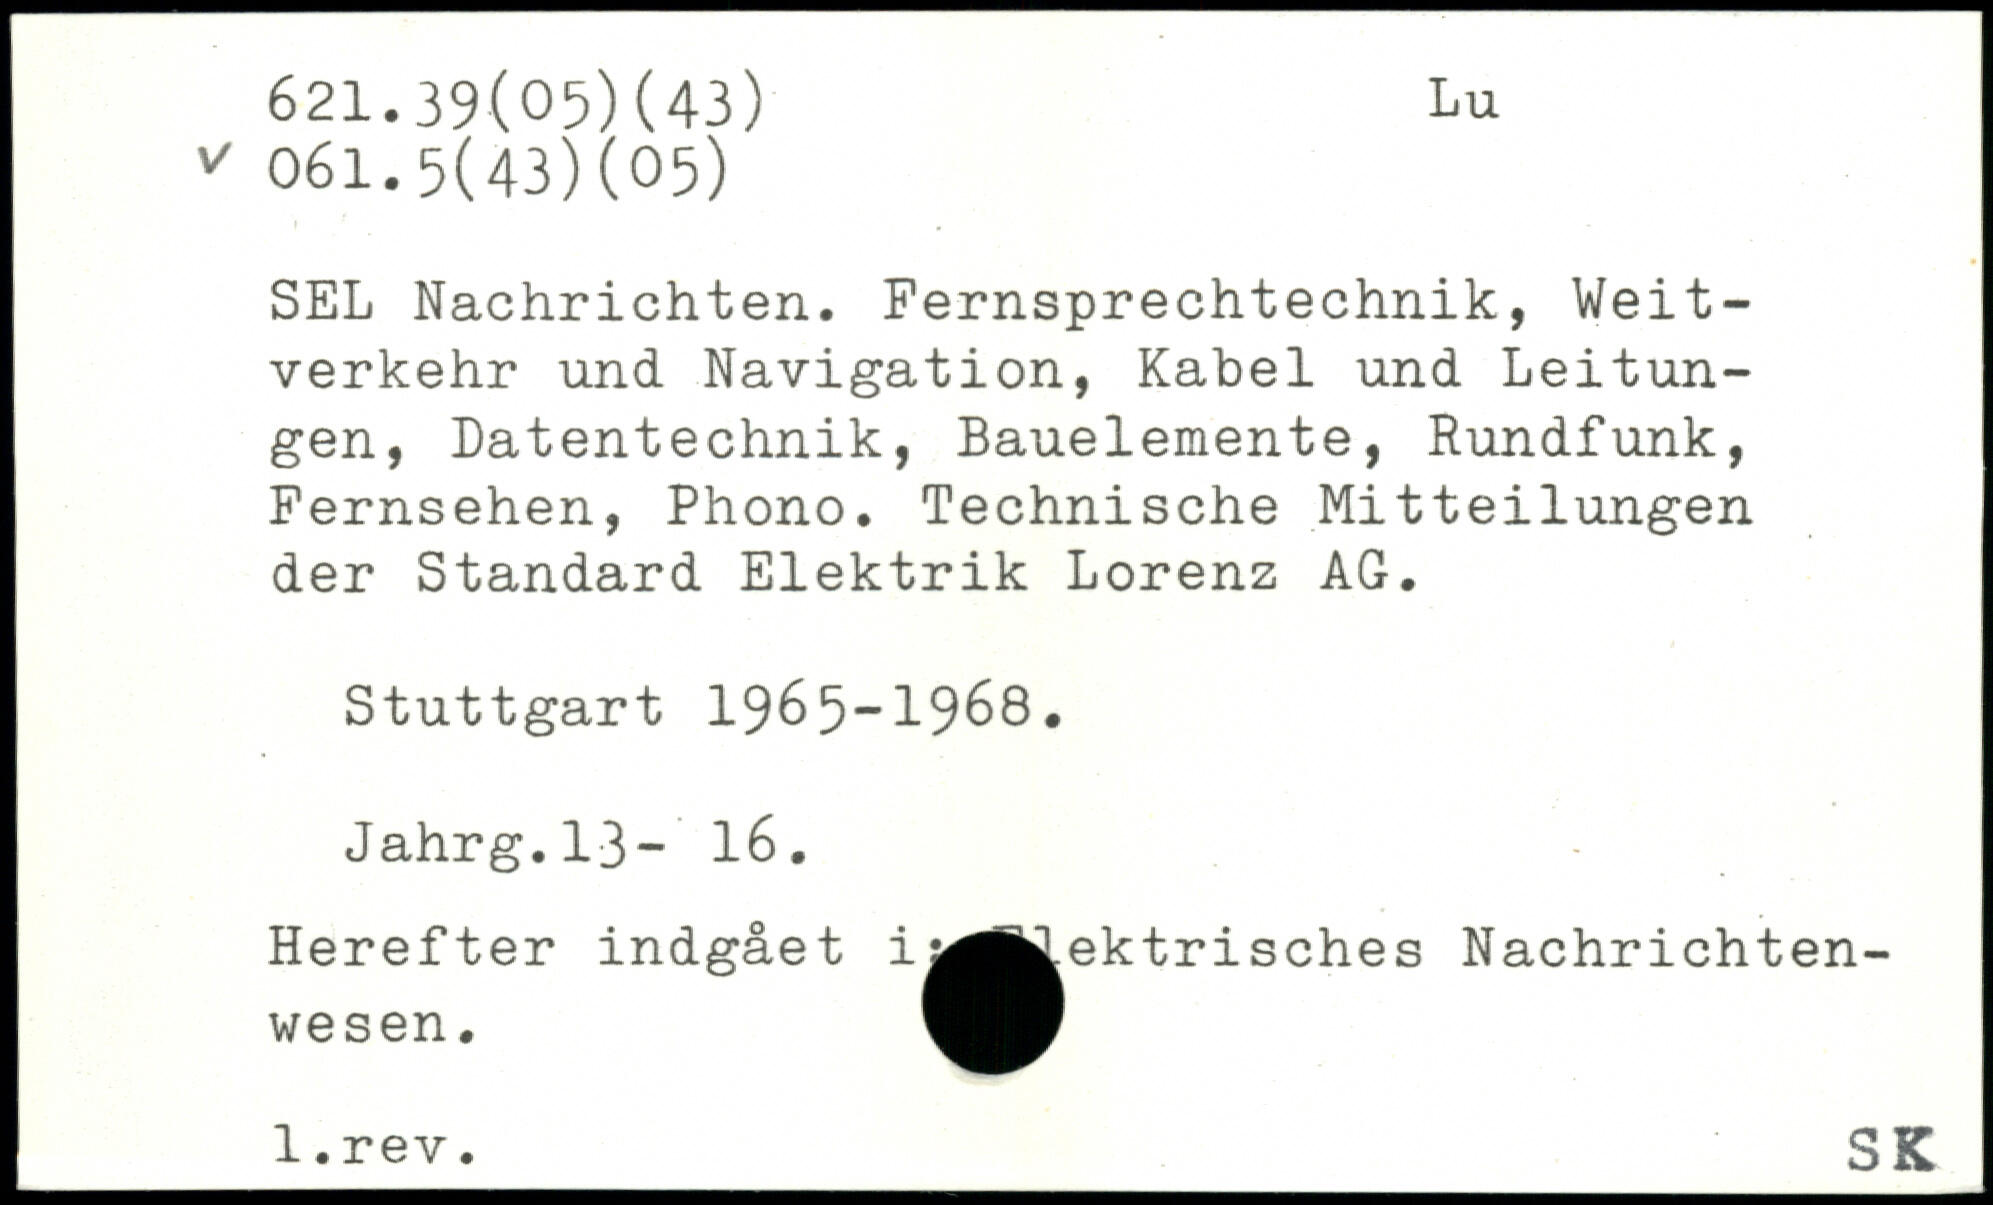 621.39(05)(43) Lu
v 061.5(43)(05)
SEL Nachrichten. Fernsprechtechnik, Weit-
verkehr und Navigation, Kabel und Leitun-
gen, Datentechnik, Bauelemente, Rundfunk,
Fernsehen, Phono. Technische Mitteilungen
der Standard Elektrik Lorenz AG.
Stuttgart 1965-1968.
Jahrg.13- 16.
Herefter indgået i: Elektrisches Nachrichten-
wesen.
1.rev. SK